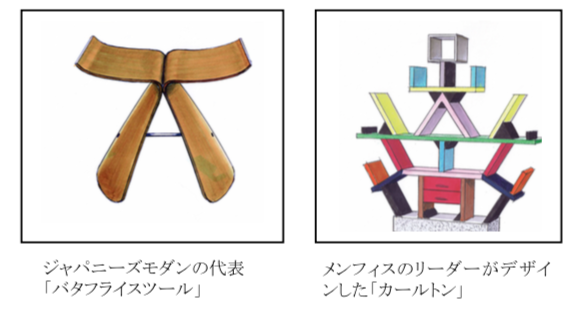 ジャパニーズモダンの代表
「バタフライスツール」
メンフィスのリーダーがデザイ
ンした「カールトン」